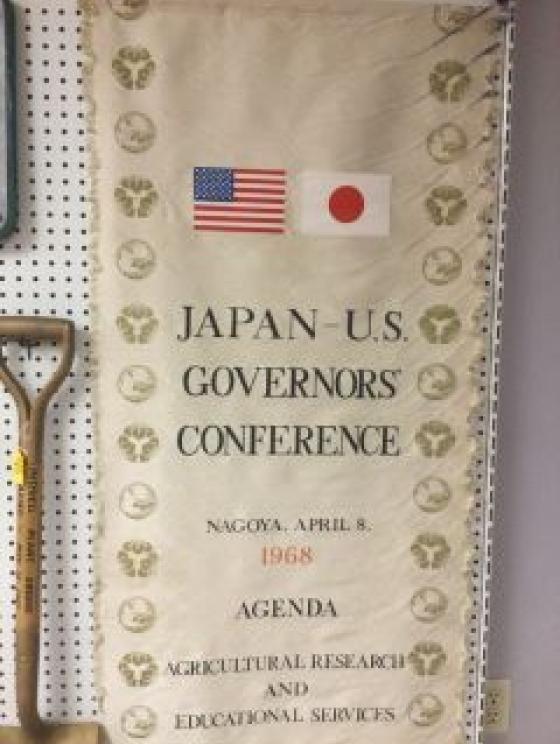 JAPAN-U.S.
GOVERNORS'
CONFERENCE
NAGOYA, APRIL 8,
1968
AGENDA
AGRICULTURAL RESEARCH
AND
EDUCATIONAL SERVICES